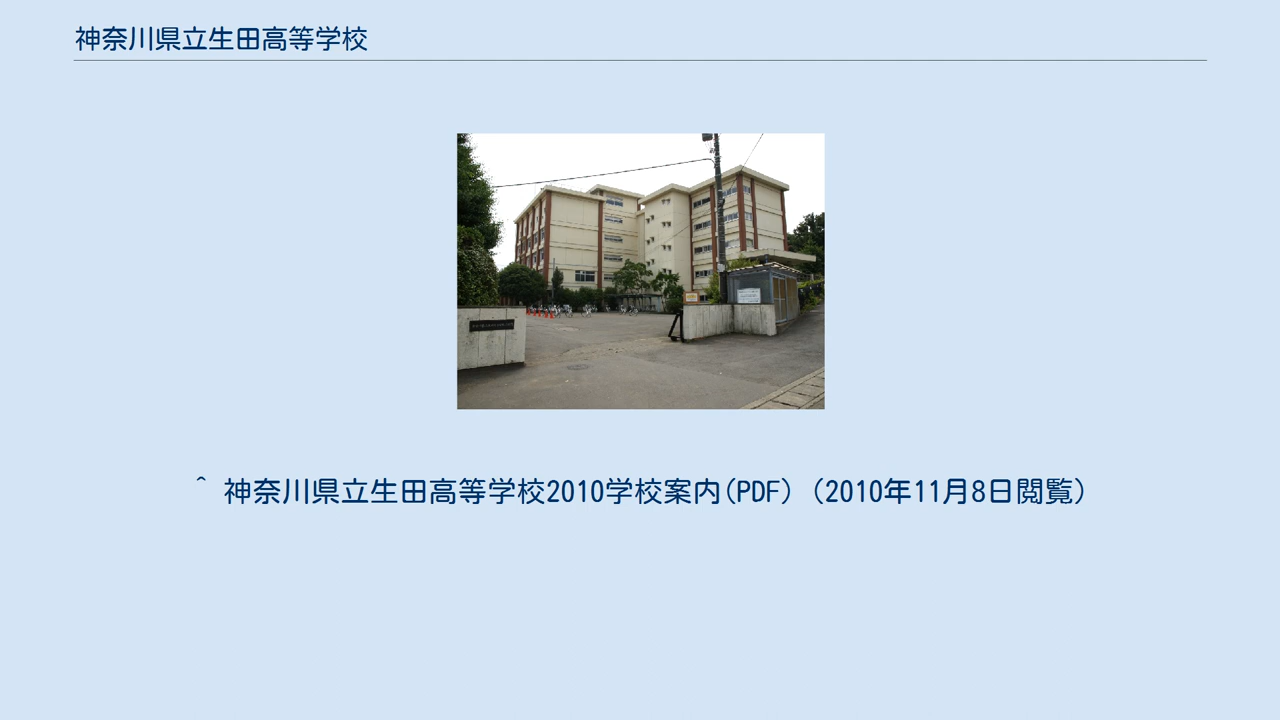 神奈川県立生田高等学校
^ 神奈川県立生田高等学校2010学校案内(PDF) (2010年11月8日閲覧)